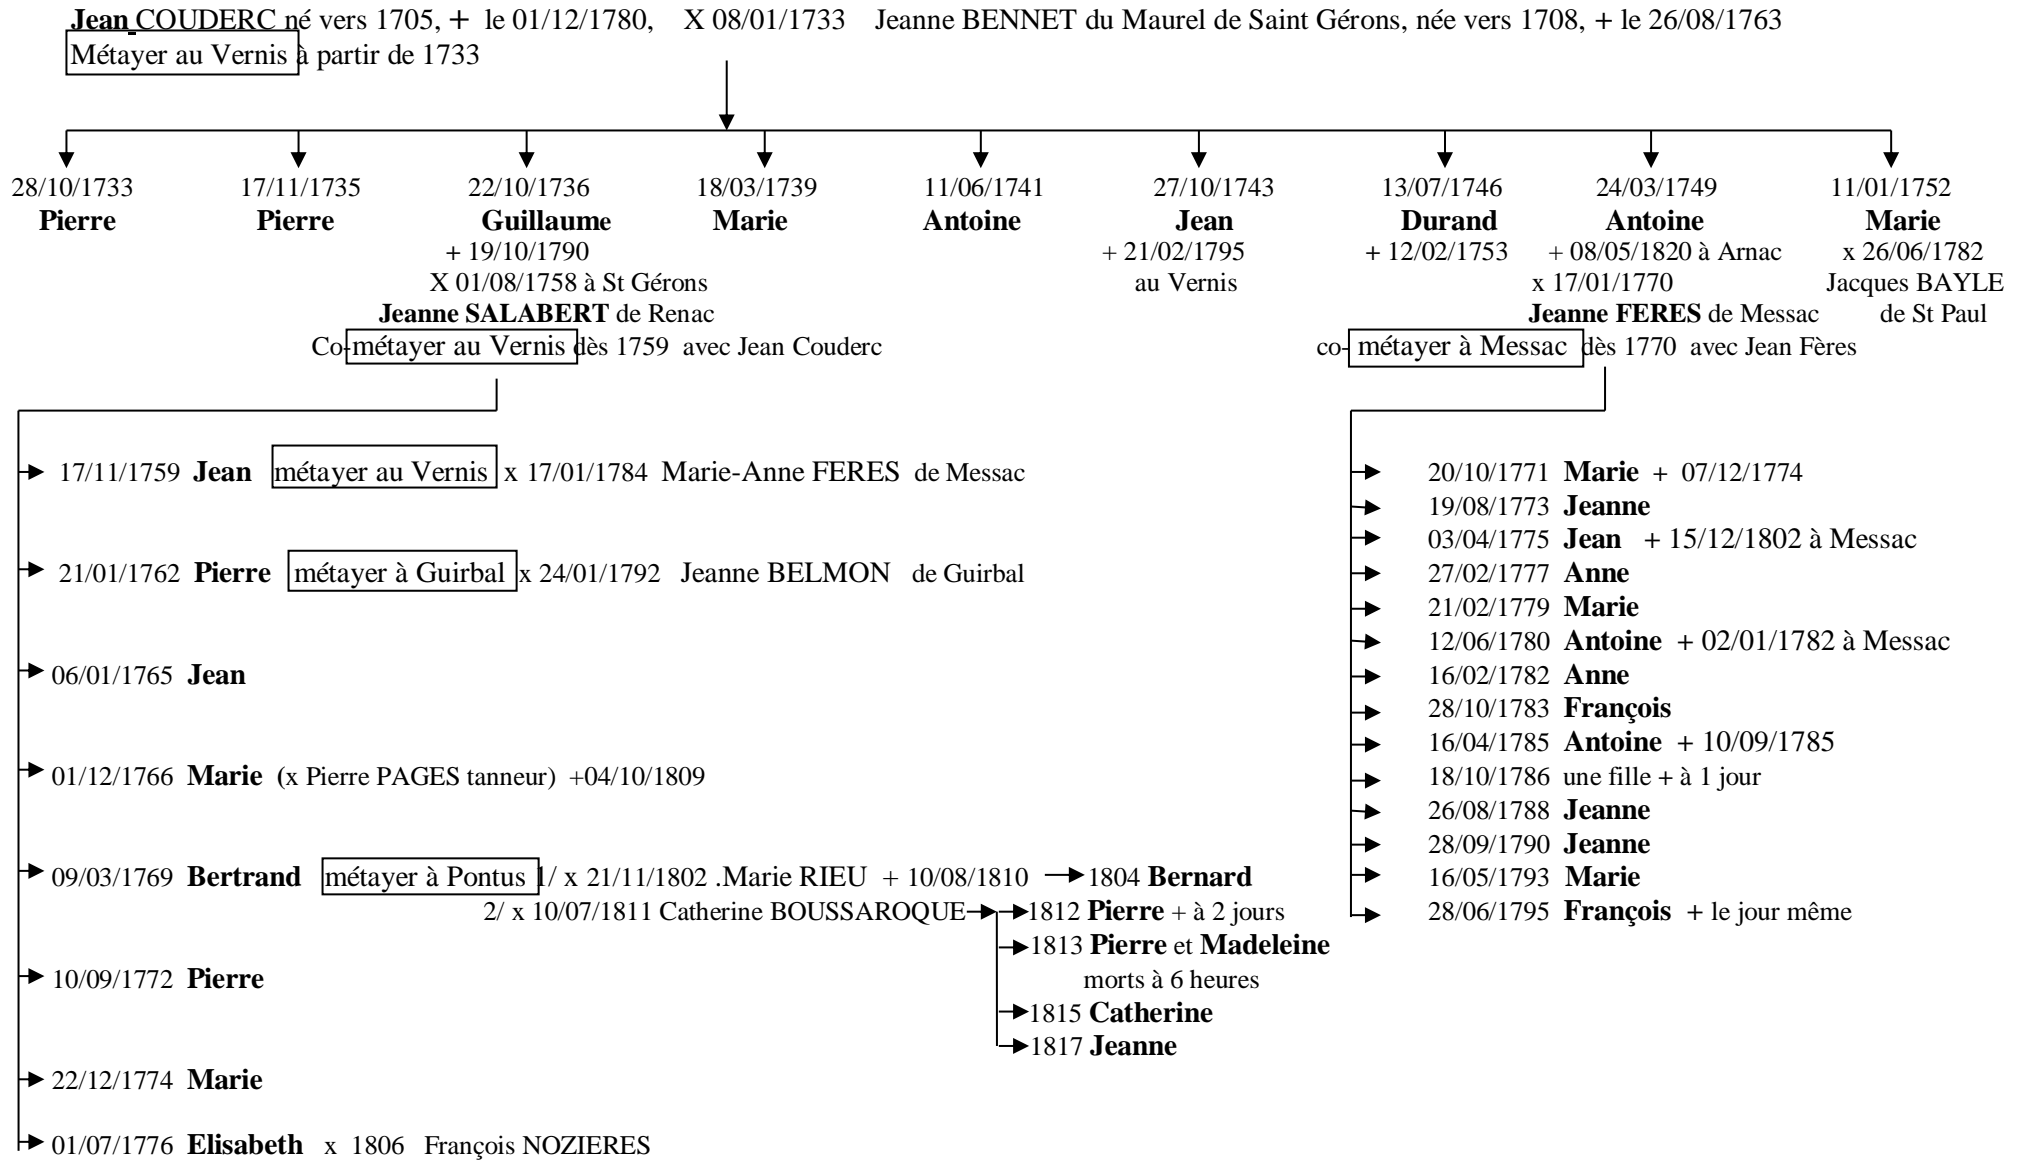 Jean COUDERC né vers 1705, + le 01/12/1780, X 08/01/1733 Jeanne BENNET du Maurel de Saint Gérons, née vers 1708, + le 26/08/1763
Métayer au Vernis à partir de 1733
28/10/1733 17/11/1735 22/10/1736 18/03/1739 11/06/1741 27/10/1743 13/07/1746 24/03/1749 11/01/1752
Pierre Pierre Guillaume Marie Antoine Jean Durand Antoine Marie
+ 19/10/1790 + 21/02/1795 + 12/02/1753 + 08/05/1820 à Arnac x 26/06/1782
X 01/08/1758 à St Gérons au Vernis x 17/01/1770 Jacques BAYLE
Jeanne SALABERT de Renac Jeanne FERES de Messac de St Paul
Co-métayer au Vernis dès 1759 avec Jean Couderc co- métayer à Messac dès 1770 avec Jean Fères
17/11/1759 Jean métayer au Vernis x 17/01/1784 Marie-Anne FERES de Messac
21/01/1762 Pierre métayer à Guirbal x 24/01/1792 Jeanne BELMON de Guirbal
06/01/1765 Jean
01/12/1766 Marie (x Pierre PAGES tanneur) +04/10/1809
09/03/1769 Bertrand métayer à Pontus 1/ x 21/11/1802 .Marie RIEU + 10/08/1810 1804 Bernard
2/ x 10/07/1811 Catherine BOUSSAROQUE 1812 Pierre + à 2 jours
1813 Pierre et Madeleine
morts à 6 heures
1815 Catherine
1817 Jeanne
10/09/1772 Pierre
22/12/1774 Marie
01/07/1776 Elisabeth x 1806 François NOZIERES
20/10/1771 Marie + 07/12/1774
19/08/1773 Jeanne
03/04/1775 Jean + 15/12/1802 à Messac
27/02/1777 Anne
21/02/1779 Marie
12/06/1780 Antoine + 02/01/1782 à Messac
16/02/1782 Anne
28/10/1783 François
16/04/1785 Antoine + 10/09/1785
18/10/1786 une fille + à 1 jour
26/08/1788 Jeanne
28/09/1790 Jeanne
16/05/1793 Marie
28/06/1795 François + le jour même